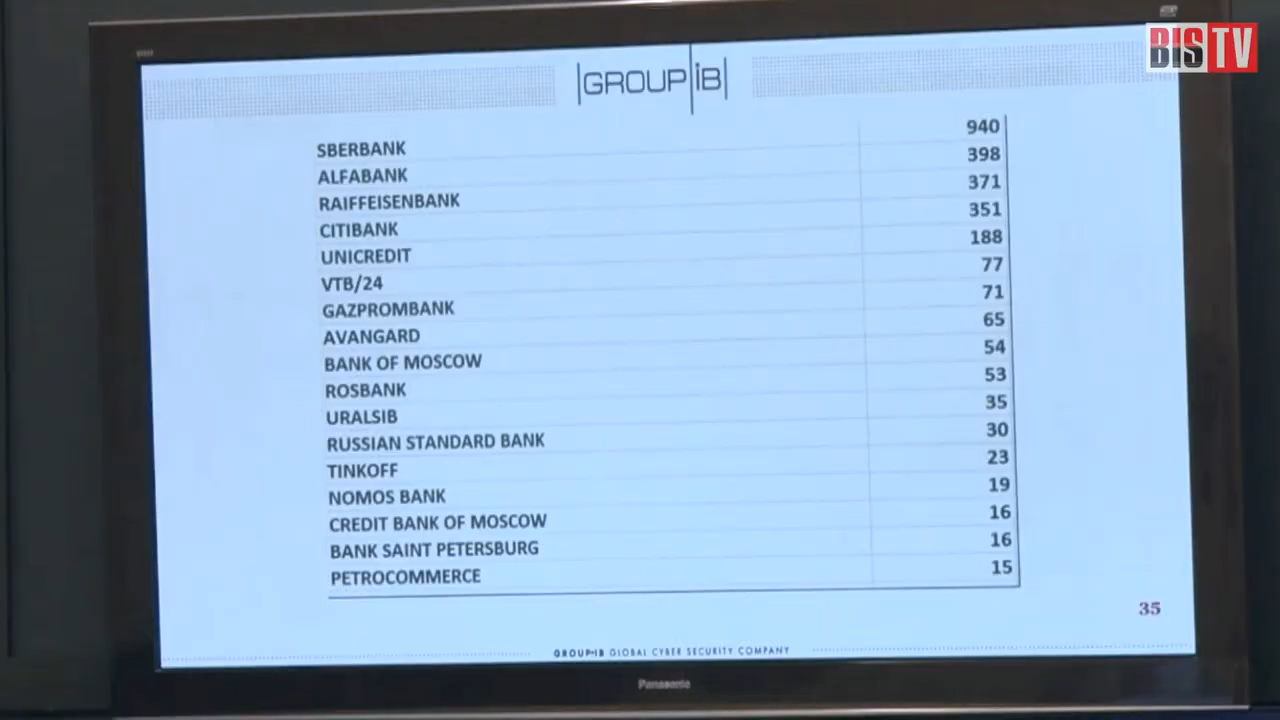 BIS TV
GROUP iB
SBERBANK 940
ALFABANK 398
RAIFFEISENBANK 371
CITIBANK 351
UNICREDIT 188
VTB/24 77
GAZPROMBANK 71
AVANGARD 65
BANK OF MOSCOW 54
ROSBANK 53
URALSIB 35
RUSSIAN STANDARD BANK 30
TINKOFF 23
NOMOS BANK 19
CREDIT BANK OF MOSCOW 16
BANK SAINT PETERSBURG 16
PETROCOMMERCE 15
35
GROUP-IB GLOBAL CYBER SECURITY COMPANY
Panasonic